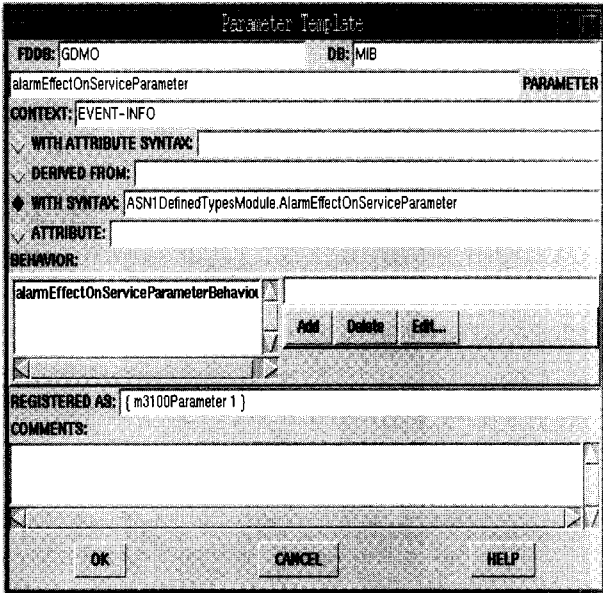 Parameter Template
FDDB: GDMO DB: MIB
alarmEffectOnServiceParameter PARAMETER
CONTEXT: EVENT-INFO
WITH ATTRIBUTE SYNTAX:
DERIVED FROM:
WITH SYNTAX: ASN1DefinedTypesModule.AlarmEffectOnServiceParameter
ATTRIBUTE:
BEHAVIOR:
alarmEffectOnServiceParameterBehaviou
Add Delete Edit...
REGISTERED AS: { m3100Parameter 1 }
COMMENTS:
OK CANCEL HELP